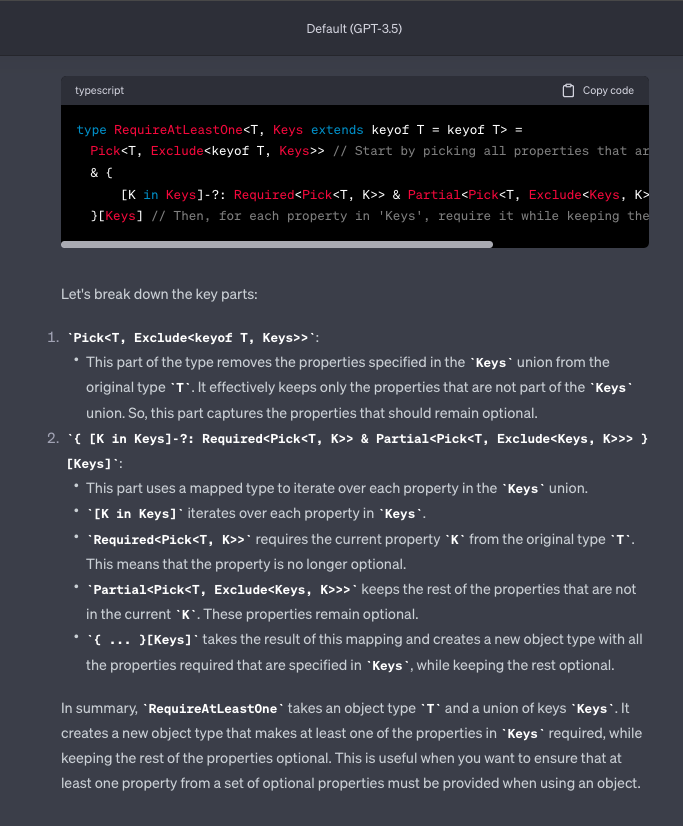 Default (GPT-3.5)
typescript
Copy code
type RequireAtLeastOne<T, Keys extends keyof T = keyof T> =
Pick<T, Exclude<keyof T, Keys>> // Start by picking all properties that ar
& {
[K in Keys]-?: Required<Pick<T, K>> & Partial<Pick<T, Exclude<Keys, K>
}[Keys] // Then, for each property in 'Keys', require it while keeping the
Let's break down the key parts:
1. `Pick<T, Exclude<keyof T, Keys>>`:
• This part of the type removes the properties specified in the `Keys` union from the
original type `T`. It effectively keeps only the properties that are not part of the `Keys`
union. So, this part captures the properties that should remain optional.
2. `{ [K in Keys]-?: Required<Pick<T, K>> & Partial<Pick<T, Exclude<Keys, K>>> }
[Keys]`:
• This part uses a mapped type to iterate over each property in the `Keys` union.
• `[K in Keys]` iterates over each property in `Keys`.
• `Required<Pick<T, K>>` requires the current property `K` from the original type `T`.
This means that the property is no longer optional.
• `Partial<Pick<T, Exclude<Keys, K>>>` keeps the rest of the properties that are not
in the current `K`. These properties remain optional.
• `{ ... }[Keys]` takes the result of this mapping and creates a new object type with all
the properties required that are specified in `Keys`, while keeping the rest optional.
In summary, `RequireAtLeastOne` takes an object type `T` and a union of keys `Keys`. It
creates a new object type that makes at least one of the properties in `Keys` required, while
keeping the rest of the properties optional. This is useful when you want to ensure that at
least one property from a set of optional properties must be provided when using an object.